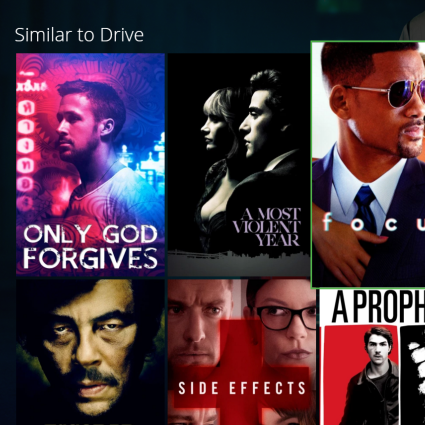 Similar to Drive
ONLY GOD
FORGIVES
A MOST
VIOLENT
YEAR
focu
SIDE EFFECTS
A PROPH